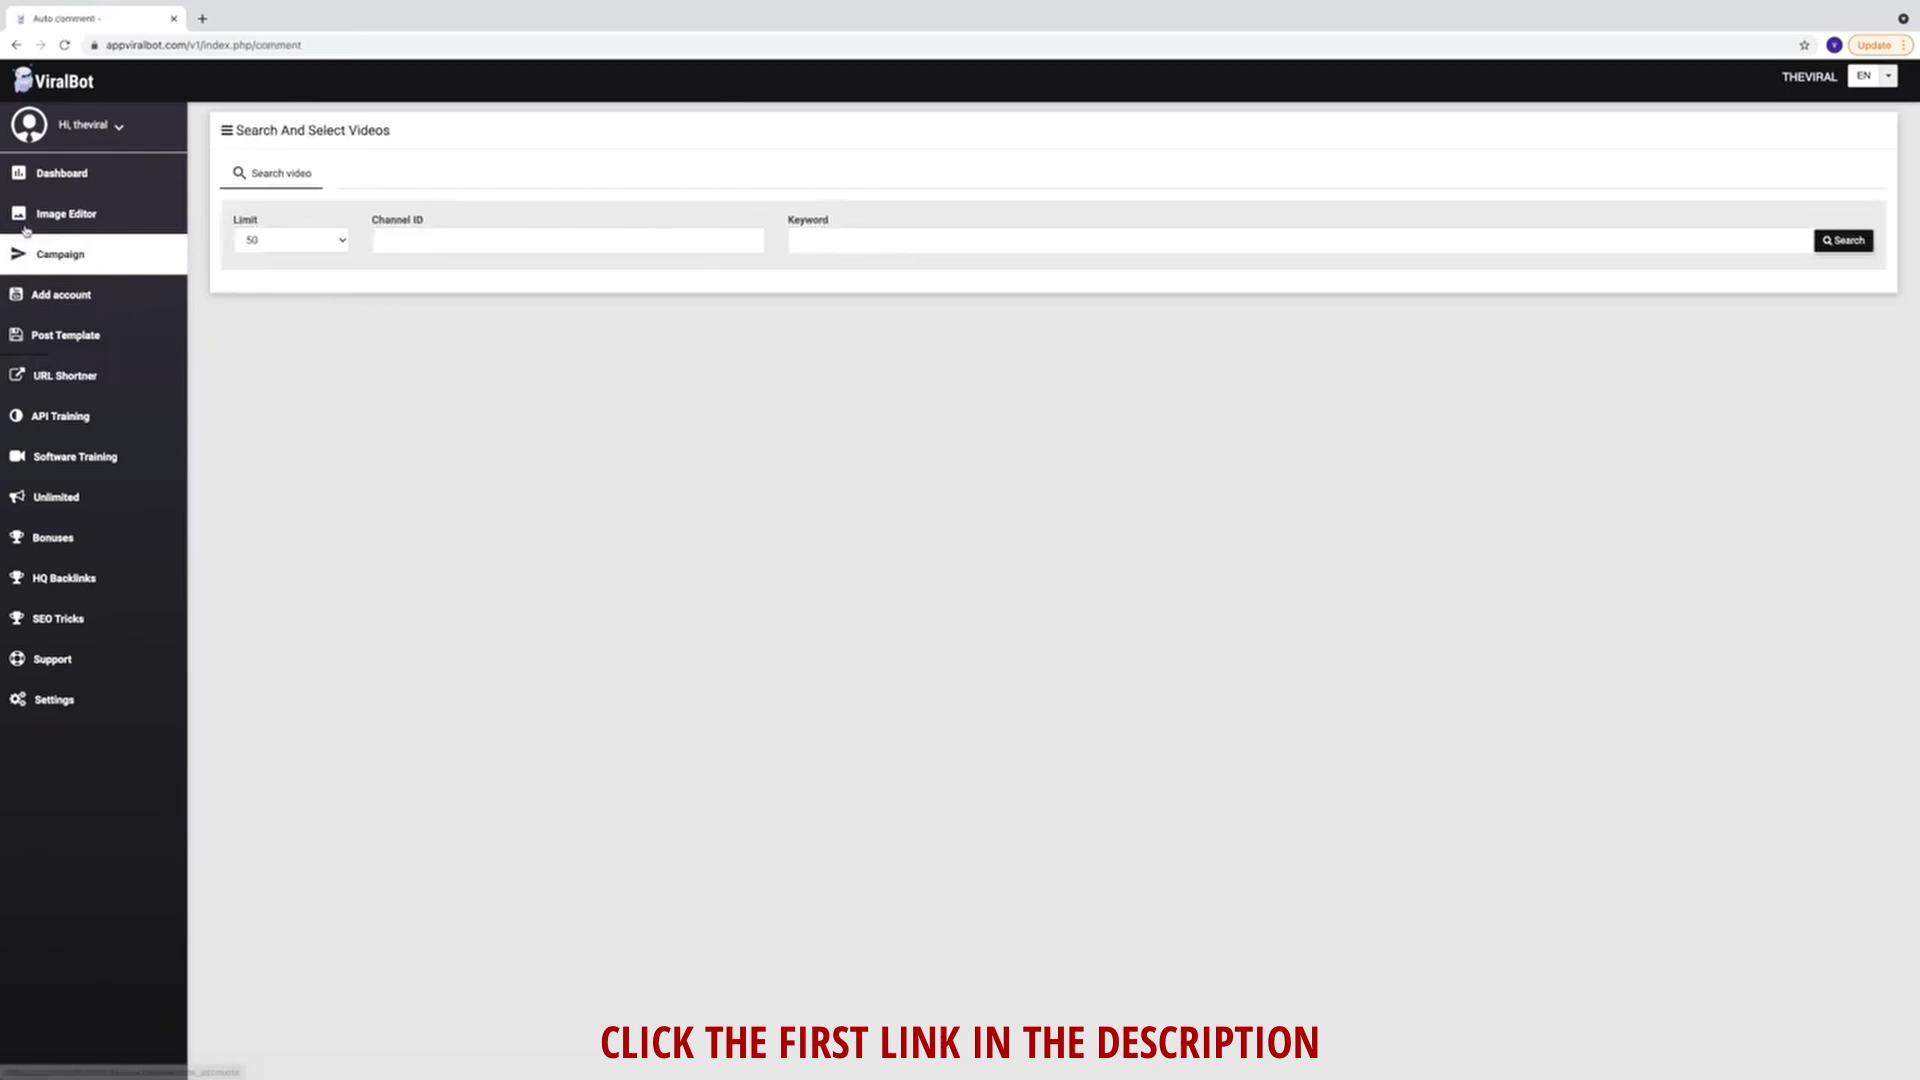 Auto comment -
appviralbot.com/v1/index.php/comment
Update
ViralBot
THEVIRAL
EN
Hi, theviral
Search And Select Videos
Dashboard
Search video
Image Editor
Limit
Channel ID
Keyword
50
Search
Campaign
Add account
Post Template
URL Shortner
API Training
Software Training
Unlimited
Bonuses
HQ Backlinks
SEO Tricks
Support
Settings
CLICK THE FIRST LINK IN THE DESCRIPTION